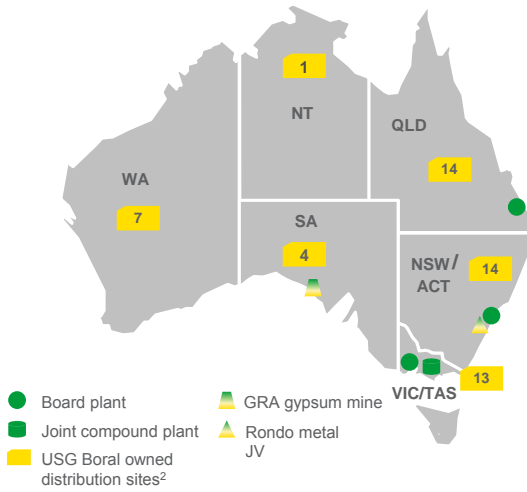 1
NT
QLD
14
WA
7
SA
4
NSW/
ACT
14
13
VIC/TAS
Board plant
GRA gypsum mine
Joint compound plant
Rondo metal
JV
USG Boral owned
distribution sites2